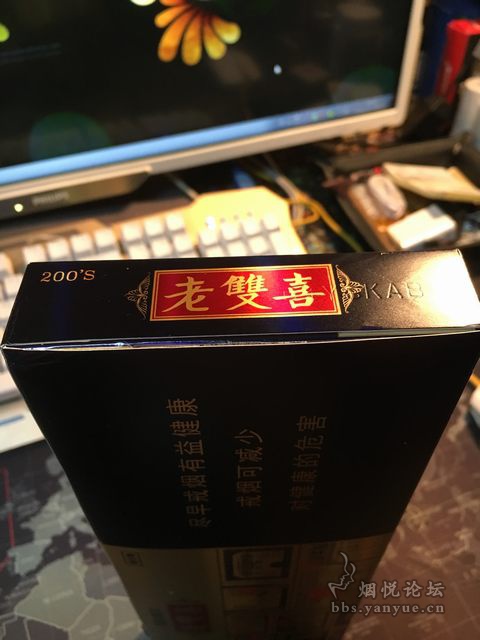 PHILIPS
200'S
老雙喜
KAB
尽早戒烟有益健康
戒烟可减少
对健康的危害
烟悦论坛
bbs.yanyue.cn